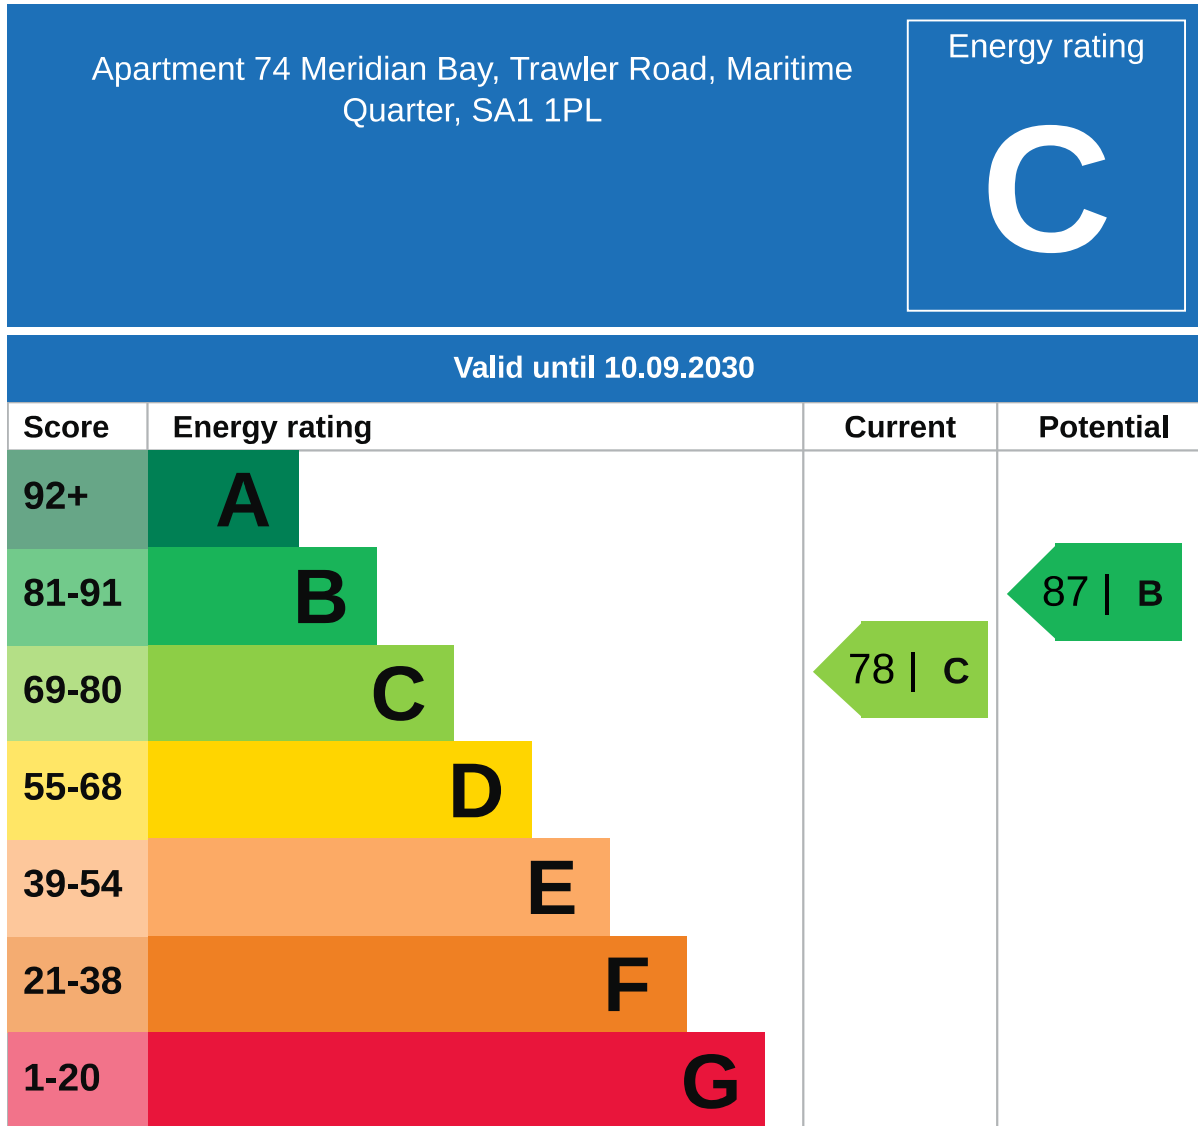 Apartment 74 Meridian Bay, Trawler Road, Maritime
Quarter, SA1 1PL
Energy rating
C
Valid until 10.09.2030
Score Energy rating Current Potential
92+ A
81-91 B
87 | B
69-80 C
78 | C
55-68 D
39-54 E
21-38 F
1-20 G